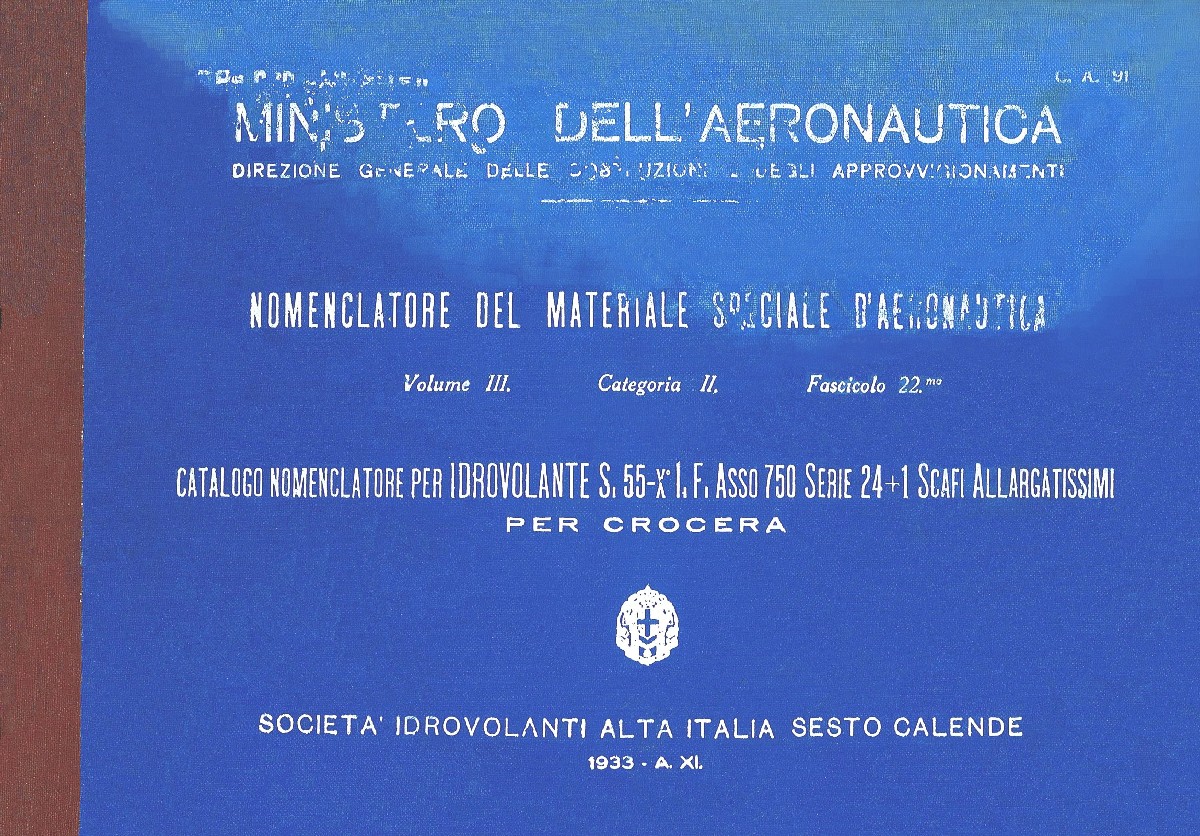 C. A. 91
MINISTERO DELL'AERONAUTICA
DIREZIONE GENERALE DELLE COSTRUZIONI E DEGLI APPROVVIGIONAMENTI
NOMENCLATORE DEL MATERIALE SPECIALE D'AERONAUTICA
Volume III. Categoria II. Fascicolo 22.mo
CATALOGO NOMENCLATORE PER IDROVOLANTE S. 55-X° I. F. ASSO 750 SERIE 24+1 SCAFI ALLARGATISSIMI
PER CROCERA
SOCIETA' IDROVOLANTI ALTA ITALIA SESTO CALENDE
1933 - A. XI.